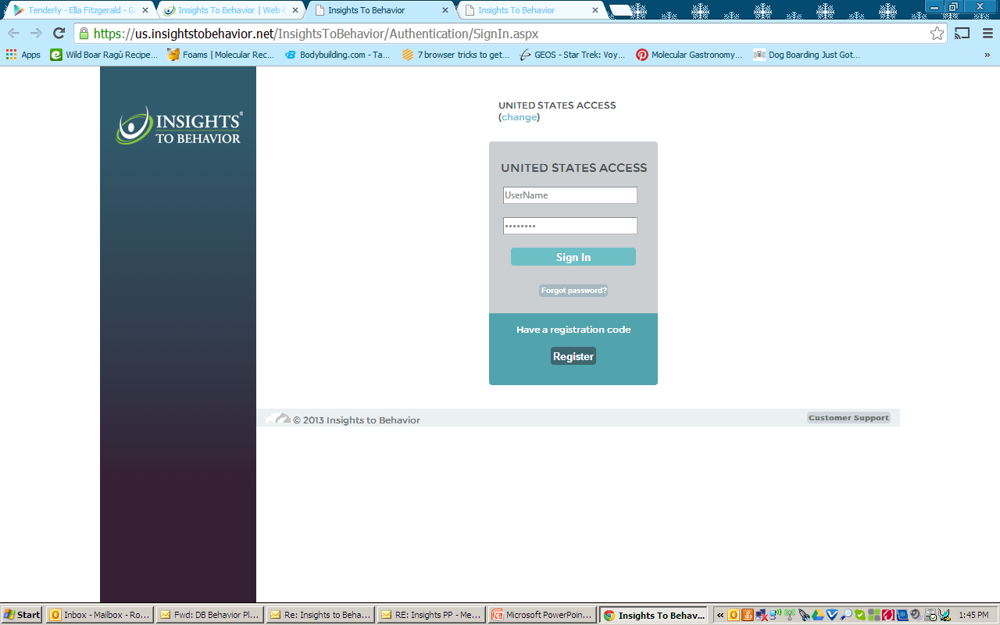 Tenderly - Ella Fitzgerald - G
Insights To Behavior | Web-
Insights To Behavior
Insights To Behavior
https://us.insightstobehavior.net/InsightsToBehavior/Authentication/SignIn.aspx
Apps
Wild Boar Ragù Recipe...
Foams | Molecular Rec...
Bodybuilding.com - Ta...
7 browser tricks to get...
GEOS - Star Trek: Voy...
Molecular Gastronomy...
Dog Boarding Just Got...
»
INSIGHTS®
TO BEHAVIOR
UNITED STATES ACCESS
(change)
UNITED STATES ACCESS
UserName
••••••••
Sign In
Forgot password?
Have a registration code
Register
© 2013 Insights to Behavior
Customer Support
Start
Inbox - Mailbox - Ro...
Fwd: DB Behavior Pl...
Re: Insights to Beha...
RE: Insights PP - Me...
Microsoft PowerPoin...
Insights To Behav...
«
1:45 PM